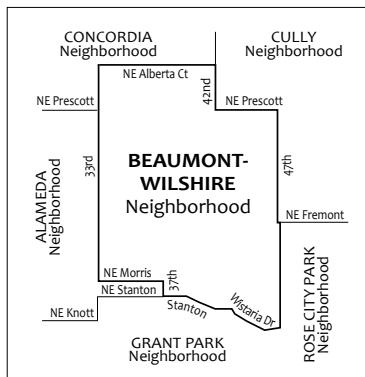 CONCORDIA
Neighborhood
CULLY
Neighborhood
NE Alberta Ct
42nd
NE Prescott
NE Prescott
33rd
BEAUMONT-
WILSHIRE
Neighborhood
47th
ALAMEDA
Neighborhood
NE Fremont
NE Morris
37th
NE Stanton
Stanton
Wistaria Dr
NE Knott
GRANT PARK
Neighborhood
ROSE CITY PARK
Neighborhood